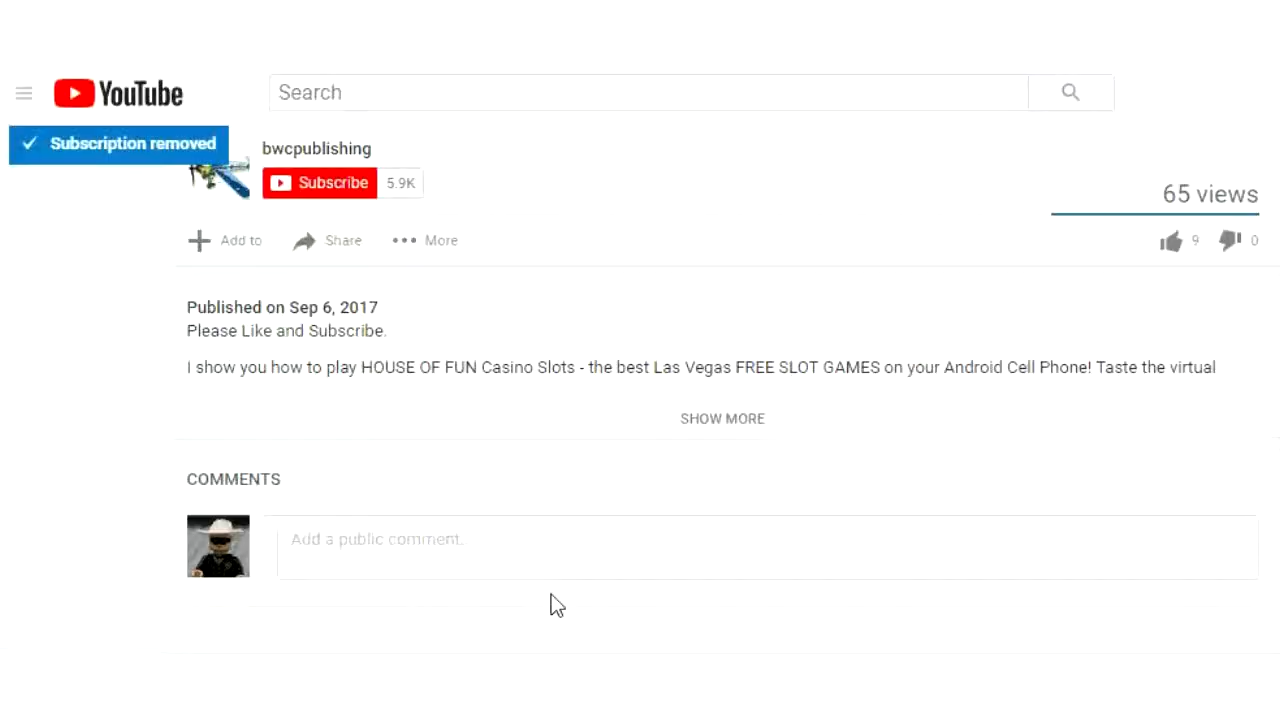 YouTube
Search
Subscription removed
bwcpublishing
Subscribe 5.9K
65 views
Add to Share More
9 0
Published on Sep 6, 2017
Please Like and Subscribe.
I show you how to play HOUSE OF FUN Casino Slots - the best Las Vegas FREE SLOT GAMES on your Android Cell Phone! Taste the virtual
SHOW MORE
COMMENTS
Add a public comment.